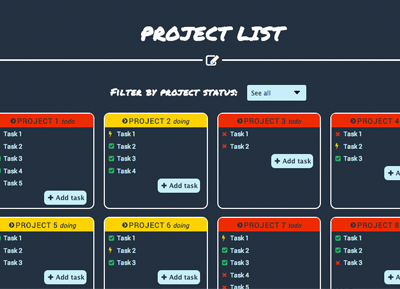 PROJECT LIST
Filter by project status: See all
PROJECT 1 todo
Task 1
Task 2
Task 3
Task 4
Task 5
+ Add task
PROJECT 2 doing
Task 1
Task 2
Task 3
Task 4
+ Add task
PROJECT 3 todo
Task 1
Task 2
+ Add task
PROJECT 4
Task 1
Task 2
Task 3
+ Ad
PROJECT 5 doing
Task 1
Task 2
Task 3
+ Add task
PROJECT 6 doing
Task 1
Task 2
Task 3
+ Add task
PROJECT 7 todo
Task 1
Task 2
Task 3
Task 4
Task 5
PROJECT 8
Task 1
Task 2
Task 3
+ Ad